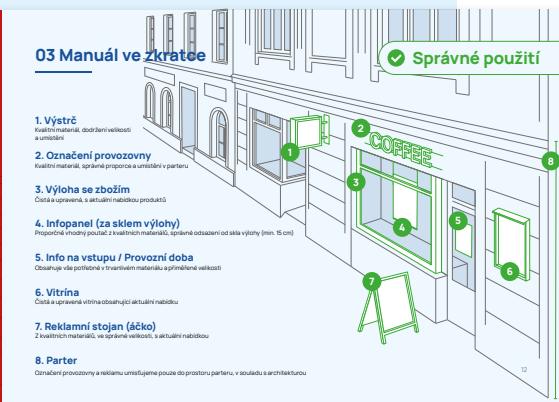 03 Manuál ve zkratce
Správné použití
1. Výstrč
Kvalitní materiál, dodržení velikosti
a umístění
2. Označení provozovny
Kvalitní materiál, správné proporce a umístění v parteru
3. Výloha se zbožím
Čistá a upravená, s aktuální nabídkou produktů
4. Infopanel (za sklem výlohy)
Proporčně vhodný poutač z kvalitních materiálů, správné odsazení od skla výlohy (min. 15 cm)
5. Info na vstupu / Provozní doba
Obsahuje vše potřebné v trvanlivém materiálu a přiměřené velikosti
6. Vitrína
Čistá a upravená vitrína obsahující aktuální nabídku
7. Reklamní stojan (áčko)
Z kvalitních materiálů, ve správné velikosti, s aktuální nabídkou
8. Parter
Označení provozovny a reklamu umisťujeme pouze do prostoru parteru, v souladu s architekturou
1
2
COFFEE
3
4
5
6
7
8
12